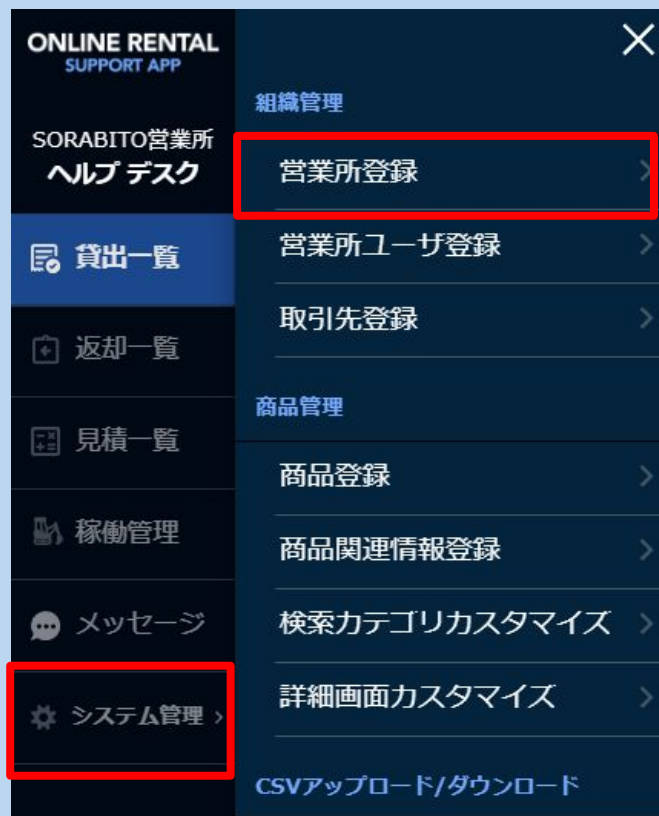 ONLINE RENTAL
SUPPORT APP
SORABITO営業所
ヘルプ デスク
貸出一覧
返却一覧
見積一覧
稼働管理
メッセージ
システム管理
組織管理
営業所登録
営業所ユーザ登録
取引先登録
商品管理
商品登録
商品関連情報登録
検索カテゴリカスタマイズ
詳細画面カスタマイズ
CSVアップロード/ダウンロード